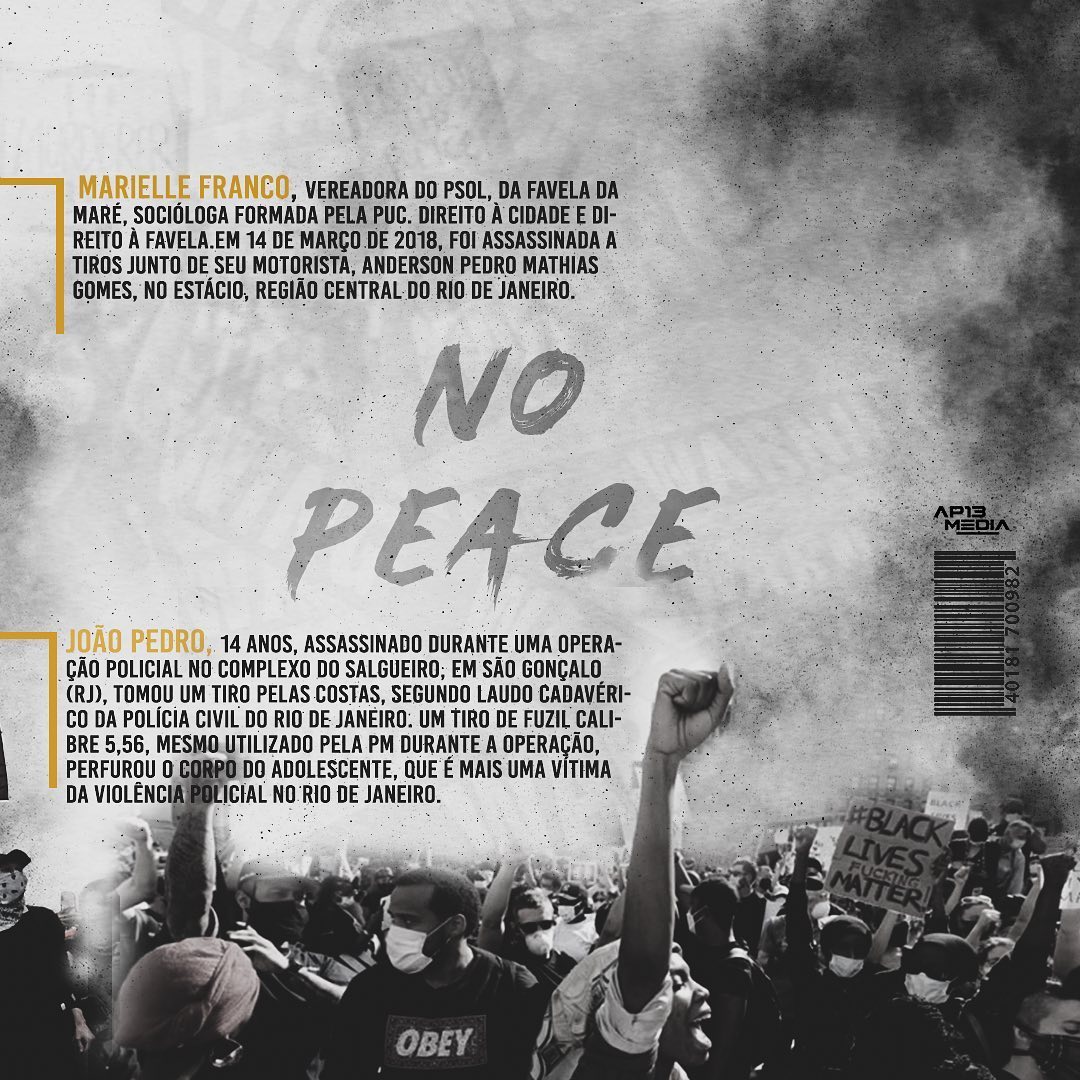 MARIELLE FRANCO, VEREADORA DO PSOL, DA FAVELA DA
MARÉ, SOCIÓLOGA FORMADA PELA PUC. DIREITO À CIDADE E DI-
REITO À FAVELA.EM 14 DE MARÇO DE 2018, FOI ASSASSINADA A
TIROS JUNTO DE SEU MOTORISTA, ANDERSON PEDRO MATHIAS
GOMES, NO ESTÁCIO, REGIÃO CENTRAL DO RIO DE JANEIRO.
NO
PEACE
AP13
MEDIA
40181 700982
JOÃO PEDRO, 14 ANOS, ASSASSINADO DURANTE UMA OPERA-
ÇÃO POLICIAL NO COMPLEXO DO SALGUEIRO, EM SÃO GONÇALO
(RJ), TOMOU UM TIRO PELAS COSTAS, SEGUNDO LAUDO CADAVÉRI-
CO DA POLÍCIA CIVIL DO RIO DE JANEIRO. UM TIRO DE FUZIL CALI-
BRE 5,56, MESMO UTILIZADO PELA PM DURANTE A OPERAÇÃO,
PERFUROU O CORPO DO ADOLESCENTE, QUE É MAIS UMA VÍTIMA
DA VIOLÊNCIA POLICIAL NO RIO DE JANEIRO.
BLACK
#BLACK
LIVES
FUCKING
MATTER!
OBEY